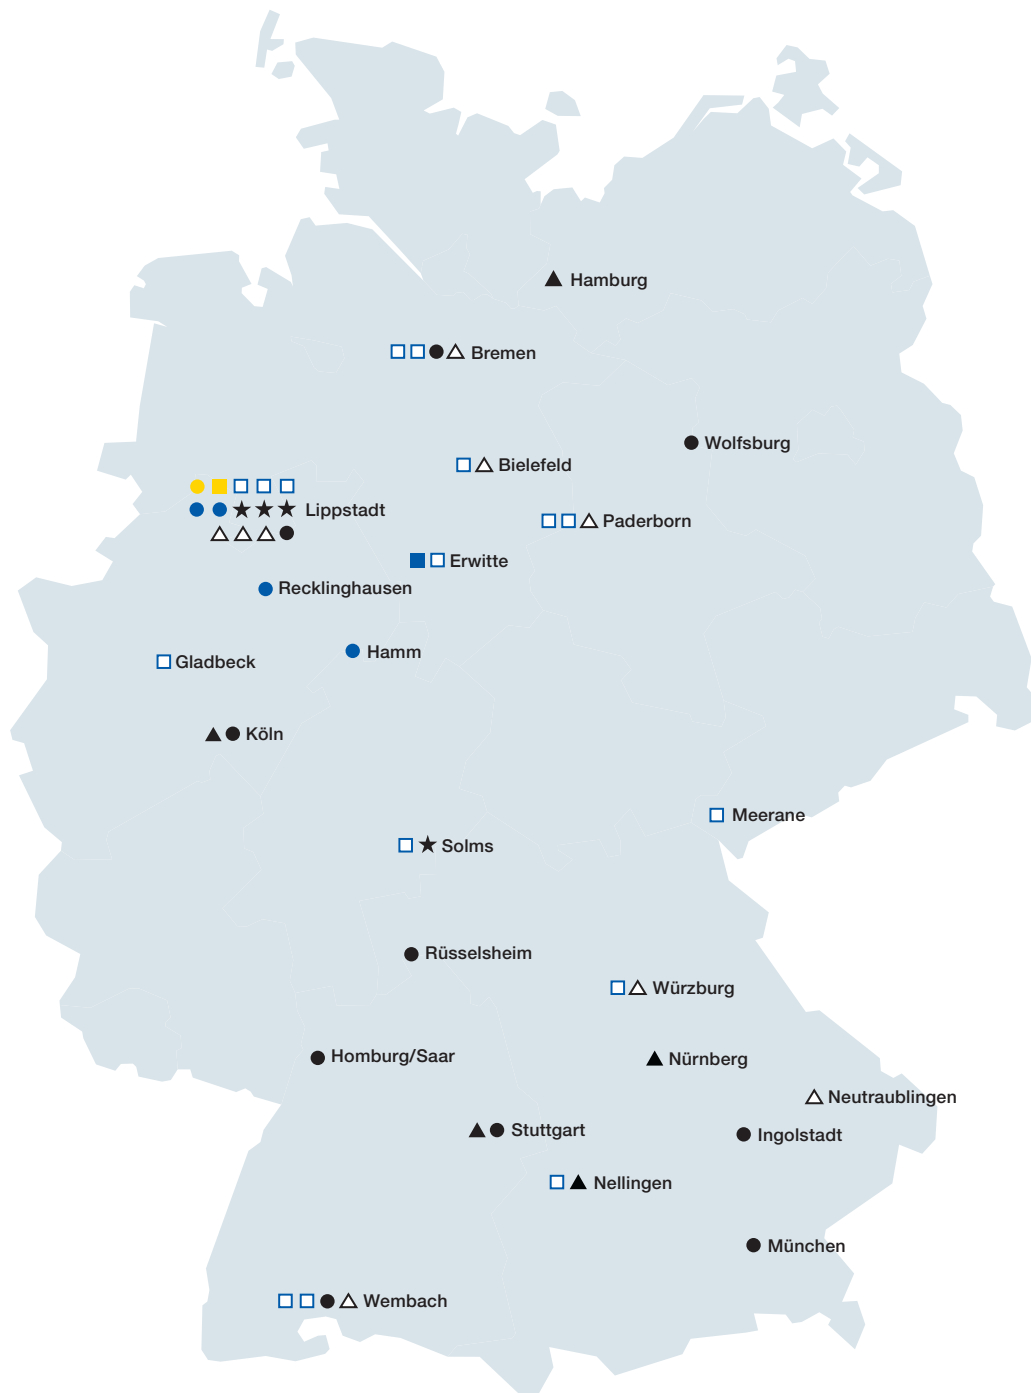 Hamburg
Bremen
Wolfsburg
Bielefeld
Lippstadt
Paderborn
Erwitte
Recklinghausen
Hamm
Gladbeck
Köln
Meerane
Solms
Rüsselsheim
Würzburg
Homburg/Saar
Nürnberg
Neutraublingen
Stuttgart
Ingolstadt
Nellingen
München
Wembach